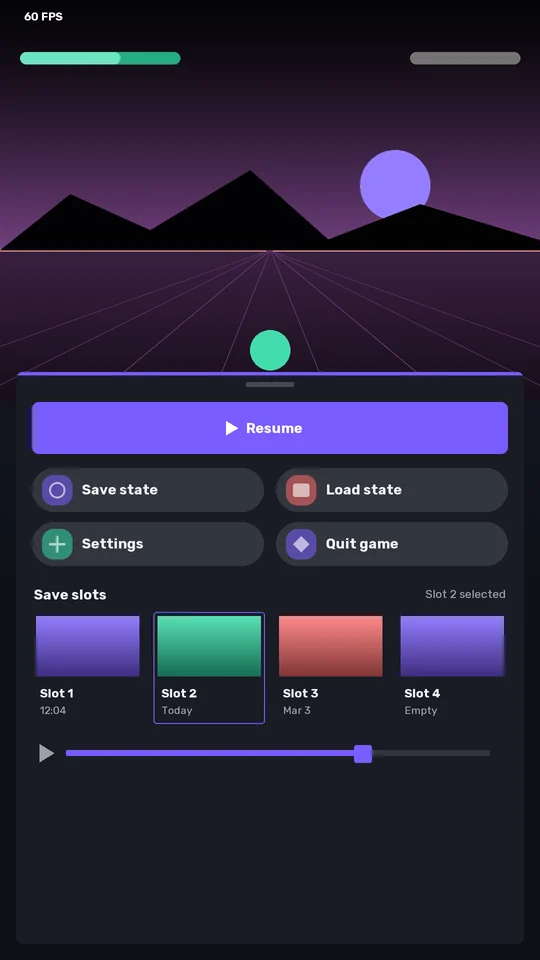 60 FPS
Resume
Save state
Load state
Settings
Quit game
Save slots
Slot 2 selected
Slot 1
12:04
Slot 2
Today
Slot 3
Mar 3
Slot 4
Empty